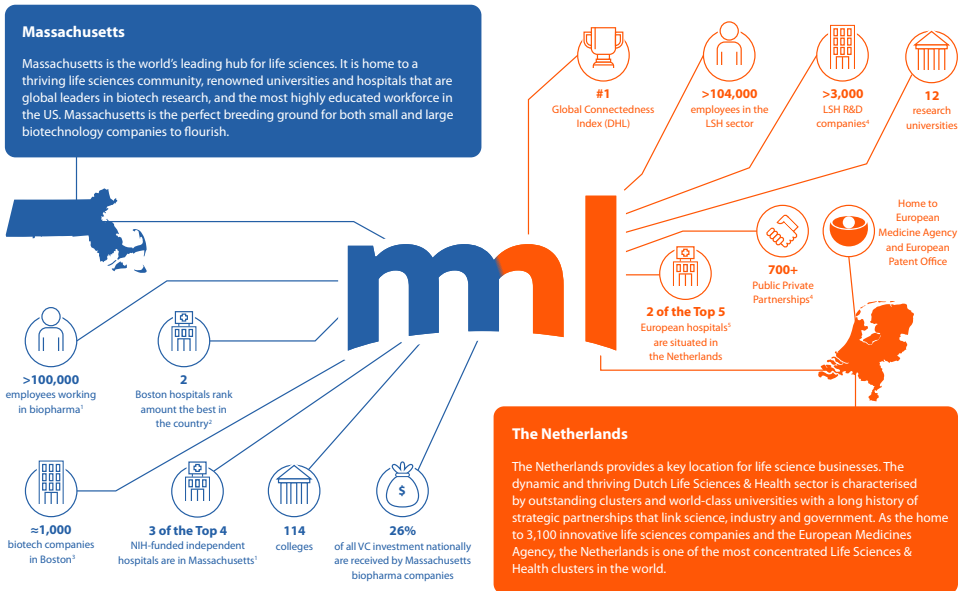 Massachusetts
Massachusetts is the world's leading hub for life sciences. It is home to a
thriving life sciences community, renowned universities and hospitals that are
global leaders in biotech research, and the most highly educated workforce in
the US. Massachusetts is the perfect breeding ground for both small and large
biotechnology companies to flourish.
#1
Global Connectedness
Index (DHL)
>104,000
employees in the
LSH sector
>3,000
LSH R&D
companies⁴
12
research
universities
mnl
2 of the Top 5
European hospitals⁵
are situated in
the Netherlands
700+
Public Private
Partnerships⁴
Home to
European
Medicine Agency
and European
Patent Office
>100,000
employees working
in biopharma¹
2
Boston hospitals rank
amount the best in
the country²
≈1,000
biotech companies
in Boston³
3 of the Top 4
NIH-funded independent
hospitals are in Massachusetts¹
114
colleges
$
26%
of all VC investment nationally
are received by Massachusetts
biopharma companies
The Netherlands
The Netherlands provides a key location for life science businesses. The
dynamic and thriving Dutch Life Sciences & Health sector is characterised
by outstanding clusters and world-class universities with a long history of
strategic partnerships that link science, industry and government. As the home
to 3,100 innovative life sciences companies and the European Medicines
Agency, the Netherlands is one of the most concentrated Life Sciences &
Health clusters in the world.